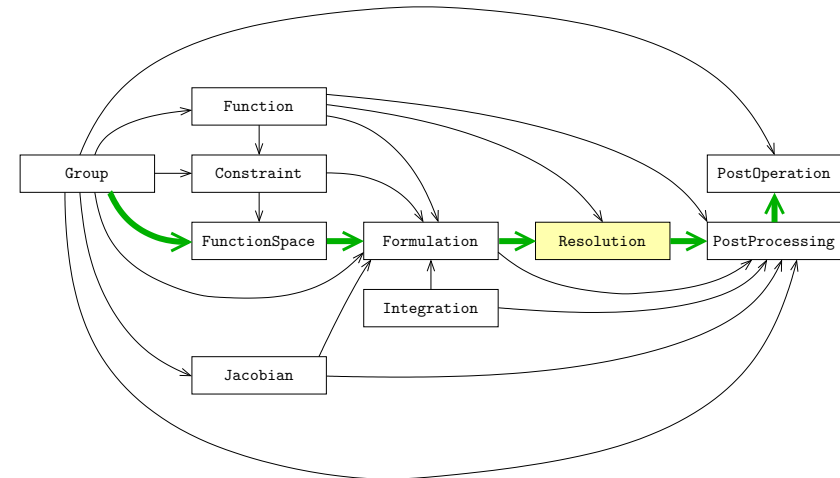 Function
Group
Constraint
PostOperation
FunctionSpace
Formulation
Resolution
PostProcessing
Integration
Jacobian